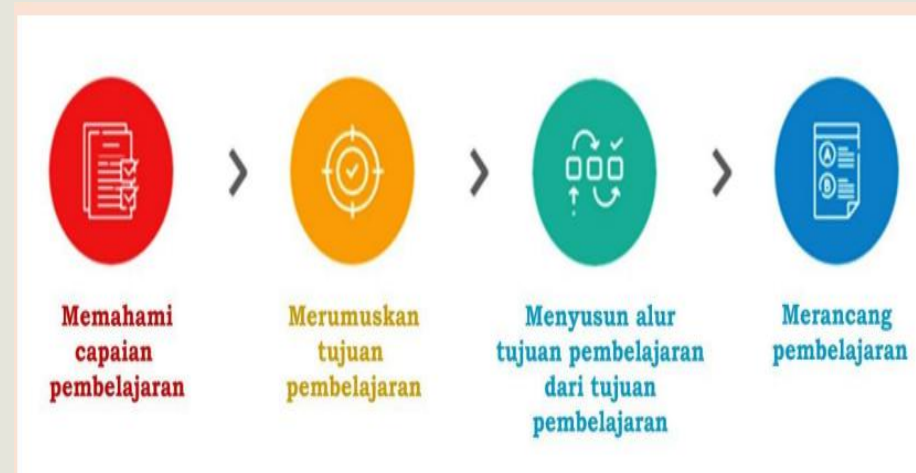 Memahami
capaian
pembelajaran
Merumuskan
tujuan
pembelajaran
Menyusun alur
tujuan pembelajaran
dari tujuan
pembelajaran
Merancang
pembelajaran
A
B